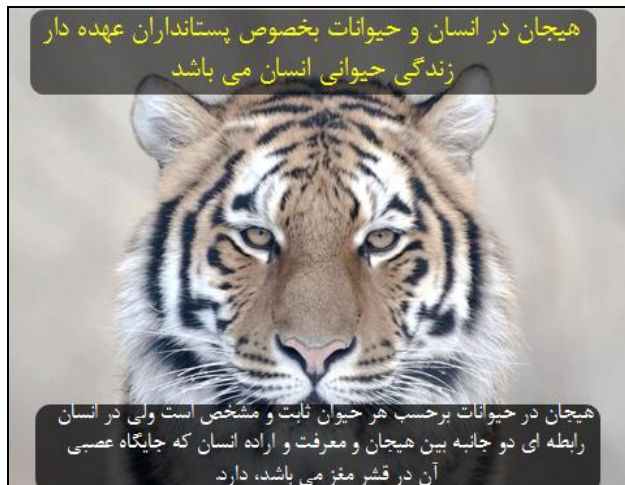 هیجان در انسان و حیوانات بخصوص پستانداران عهده دار
زندگی حیوانی انسان می باشد
هیجان در حیوانات برحسب هر حیوان ثابت و مشخص است ولی در انسان
رابطه ای دو جانبه بین هیجان و معرفت و اراده انسان که جایگاه عصبی
آن در قشر مغز می باشد، دارد.